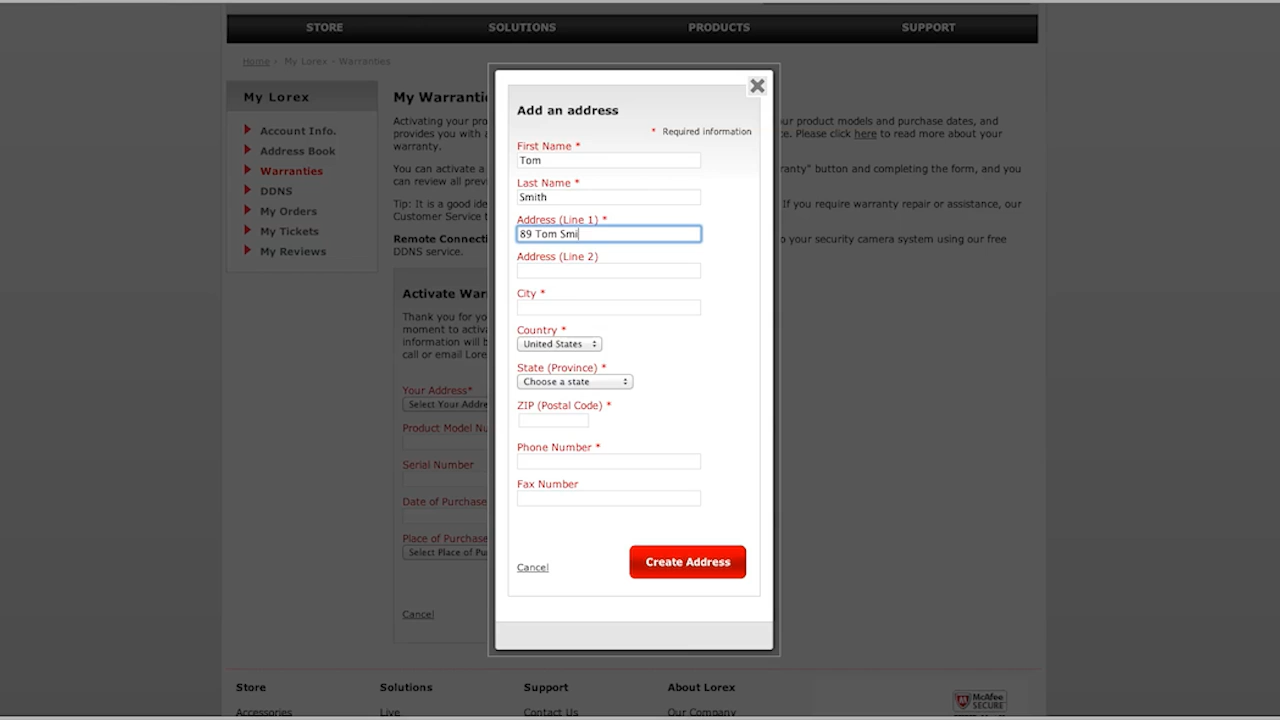 STORE SOLUTIONS PRODUCTS SUPPORT
Home › My Lorex - Warranties
My Lorex
Account Info.
Address Book
Warranties
DDNS
My Orders
My Tickets
My Reviews
My Warranti
Activating your pro ur product models and purchase dates, and
provides you with a e. Please click here to read more about your
warranty.
You can activate a ranty" button and completing the form, and you
can review all previ
Tip: It is a good ide If you require warranty repair or assistance, our
Customer Service t
Remote Connecti o your security camera system using our free
DDNS service.
Activate War
Thank you for yo
moment to activa
information will b
call or email Lore
Your Address*
Select Your Addre
Product Model Nu
Serial Number
Date of Purchase
Place of Purchase
Select Place of Pu
Cancel
Add an address
* Required information
First Name *
Tom
Last Name *
Smith
Address (Line 1) *
89 Tom Smi
Address (Line 2)
City *
Country *
United States
State (Province) *
Choose a state
ZIP (Postal Code) *
Phone Number *
Fax Number
Cancel Create Address
Store Solutions Support About Lorex
Accessories Live Contact Us Our Company
McAfee
SECURE